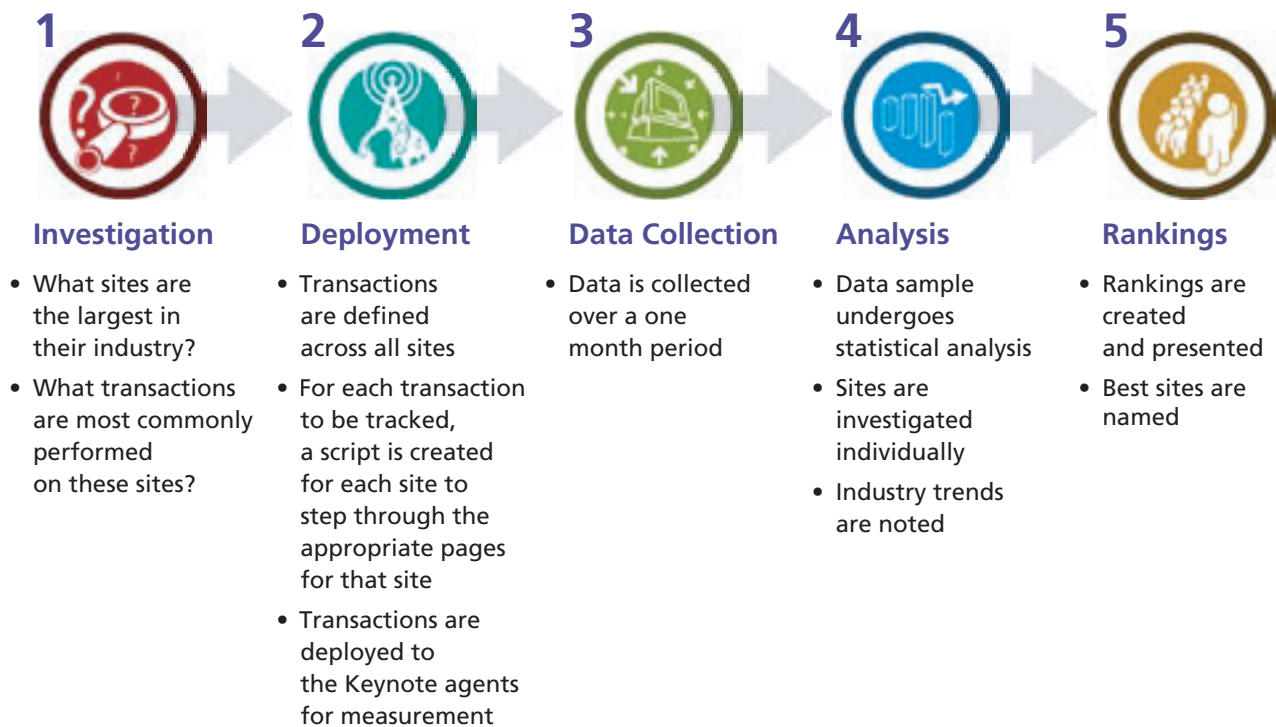 1
Investigation
• What sites are
the largest in
their industry?
• What transactions
are most commonly
performed
on these sites?
2
Deployment
• Transactions
are defined
across all sites
• For each transaction
to be tracked,
a script is created
for each site to
step through the
appropriate pages
for that site
• Transactions are
deployed to
the Keynote agents
for measurement
3
Data Collection
• Data is collected
over a one
month period
4
Analysis
• Data sample
undergoes
statistical analysis
• Sites are
investigated
individually
• Industry trends
are noted
5
Rankings
• Rankings are
created
and presented
• Best sites are
named